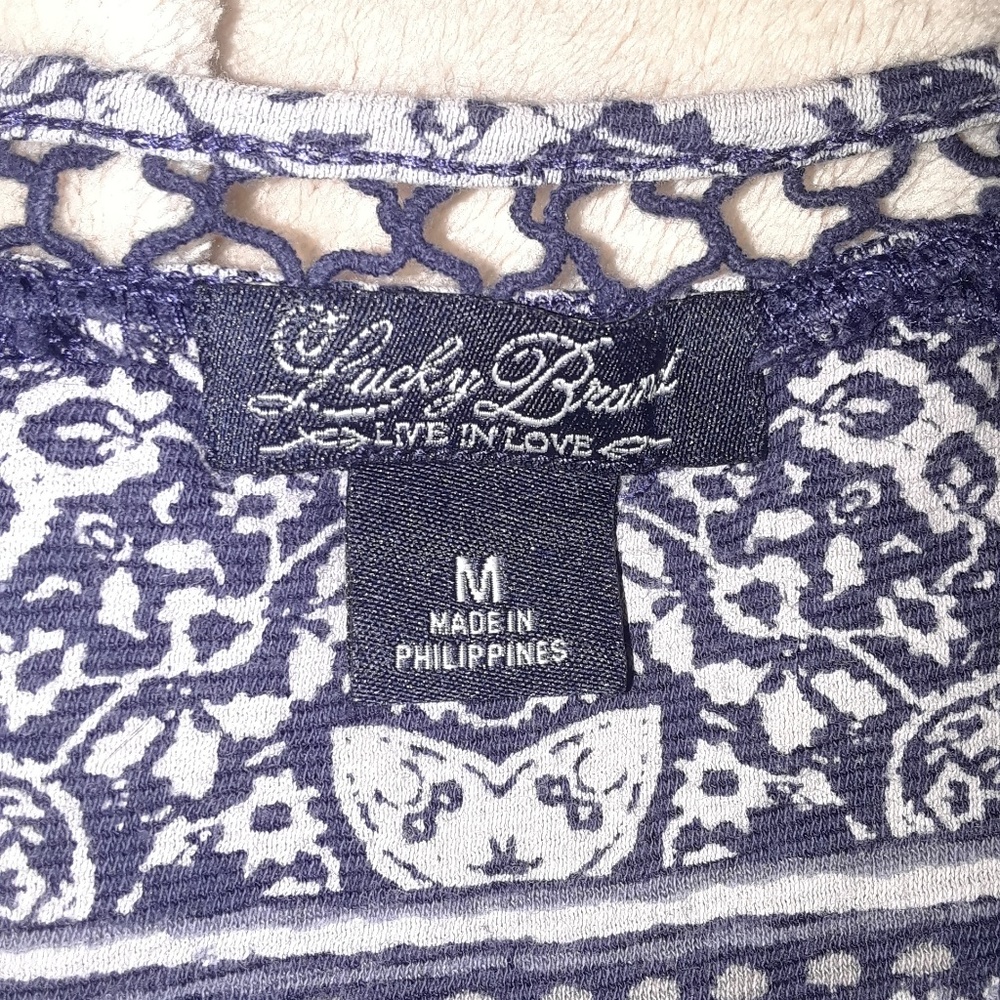 Lucky Brand
LIVE IN LOVE
M
MADE IN
PHILIPPINES